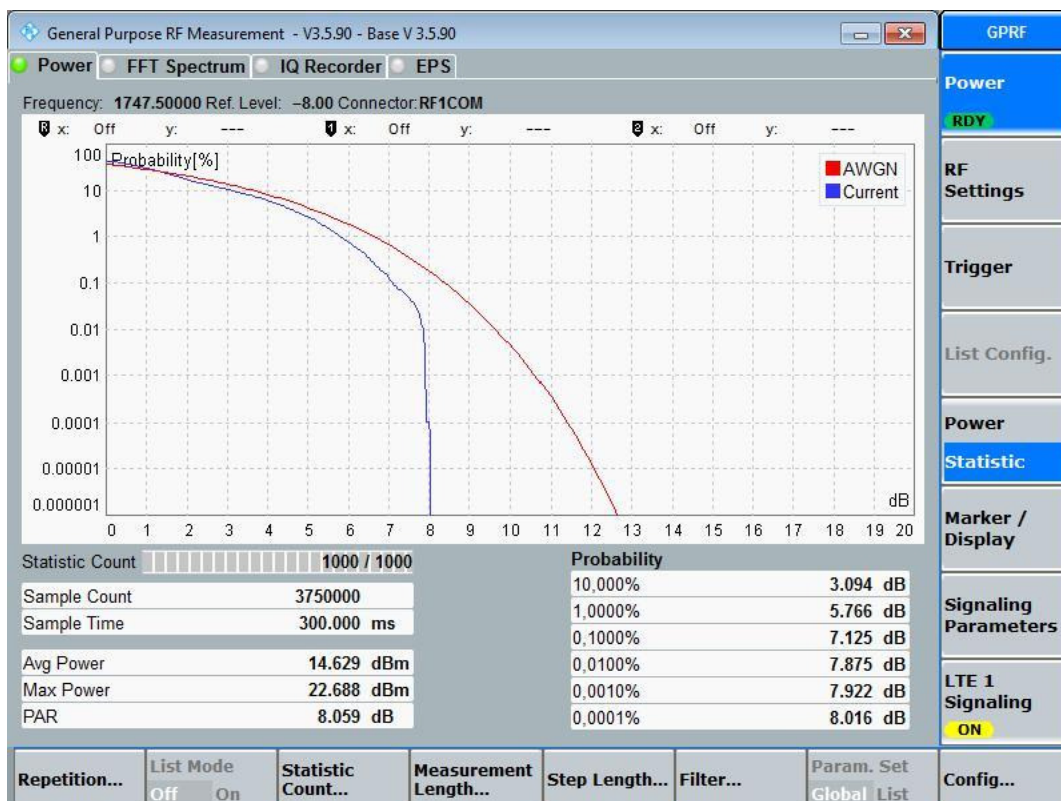 General Purpose RF Measurement - V3.5.90 - Base V 3.5.90
GPRF
Power FFT Spectrum IQ Recorder EPS
Frequency: 1747.50000 Ref. Level: −8.00 Connector: RF1COM
R x: Off y: --- 1 x: Off y: --- 2 x: Off y: ---
Probability[%]
AWGN
Current
100
10
1
0.1
0.01
0.001
0.0001
0.00001
0.000001
dB
0 1 2 3 4 5 6 7 8 9 10 11 12 13 14 15 16 17 18 19 20
Statistic Count 1000 / 1000
Sample Count 3750000
Sample Time 300.000 ms
Avg Power 14.629 dBm
Max Power 22.688 dBm
PAR 8.059 dB
Probability
10,000% 3.094 dB
1,0000% 5.766 dB
0,1000% 7.125 dB
0,0100% 7.875 dB
0,0010% 7.922 dB
0,0001% 8.016 dB
Power
RDY
RF
Settings
Trigger
List Config.
Power
Statistic
Marker /
Display
Signaling
Parameters
LTE 1
Signaling
ON
Repetition...
List Mode
Off On
Statistic
Count...
Measurement
Length...
Step Length...
Filter...
Param. Set
Global List
Config...